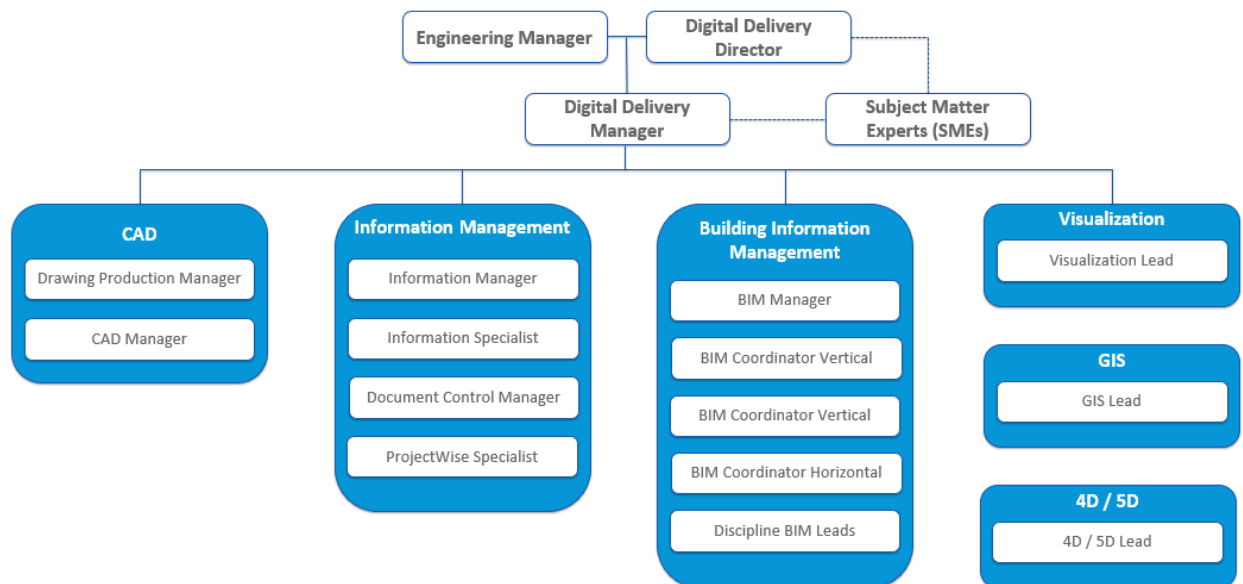 Engineering Manager
Digital Delivery
Director
Digital Delivery
Manager
Subject Matter
Experts (SMEs)
CAD
Drawing Production Manager
CAD Manager
Information Management
Information Manager
Information Specialist
Document Control Manager
ProjectWise Specialist
Building Information
Management
BIM Manager
BIM Coordinator Vertical
BIM Coordinator Vertical
BIM Coordinator Horizontal
Discipline BIM Leads
Visualization
Visualization Lead
GIS
GIS Lead
4D / 5D
4D / 5D Lead